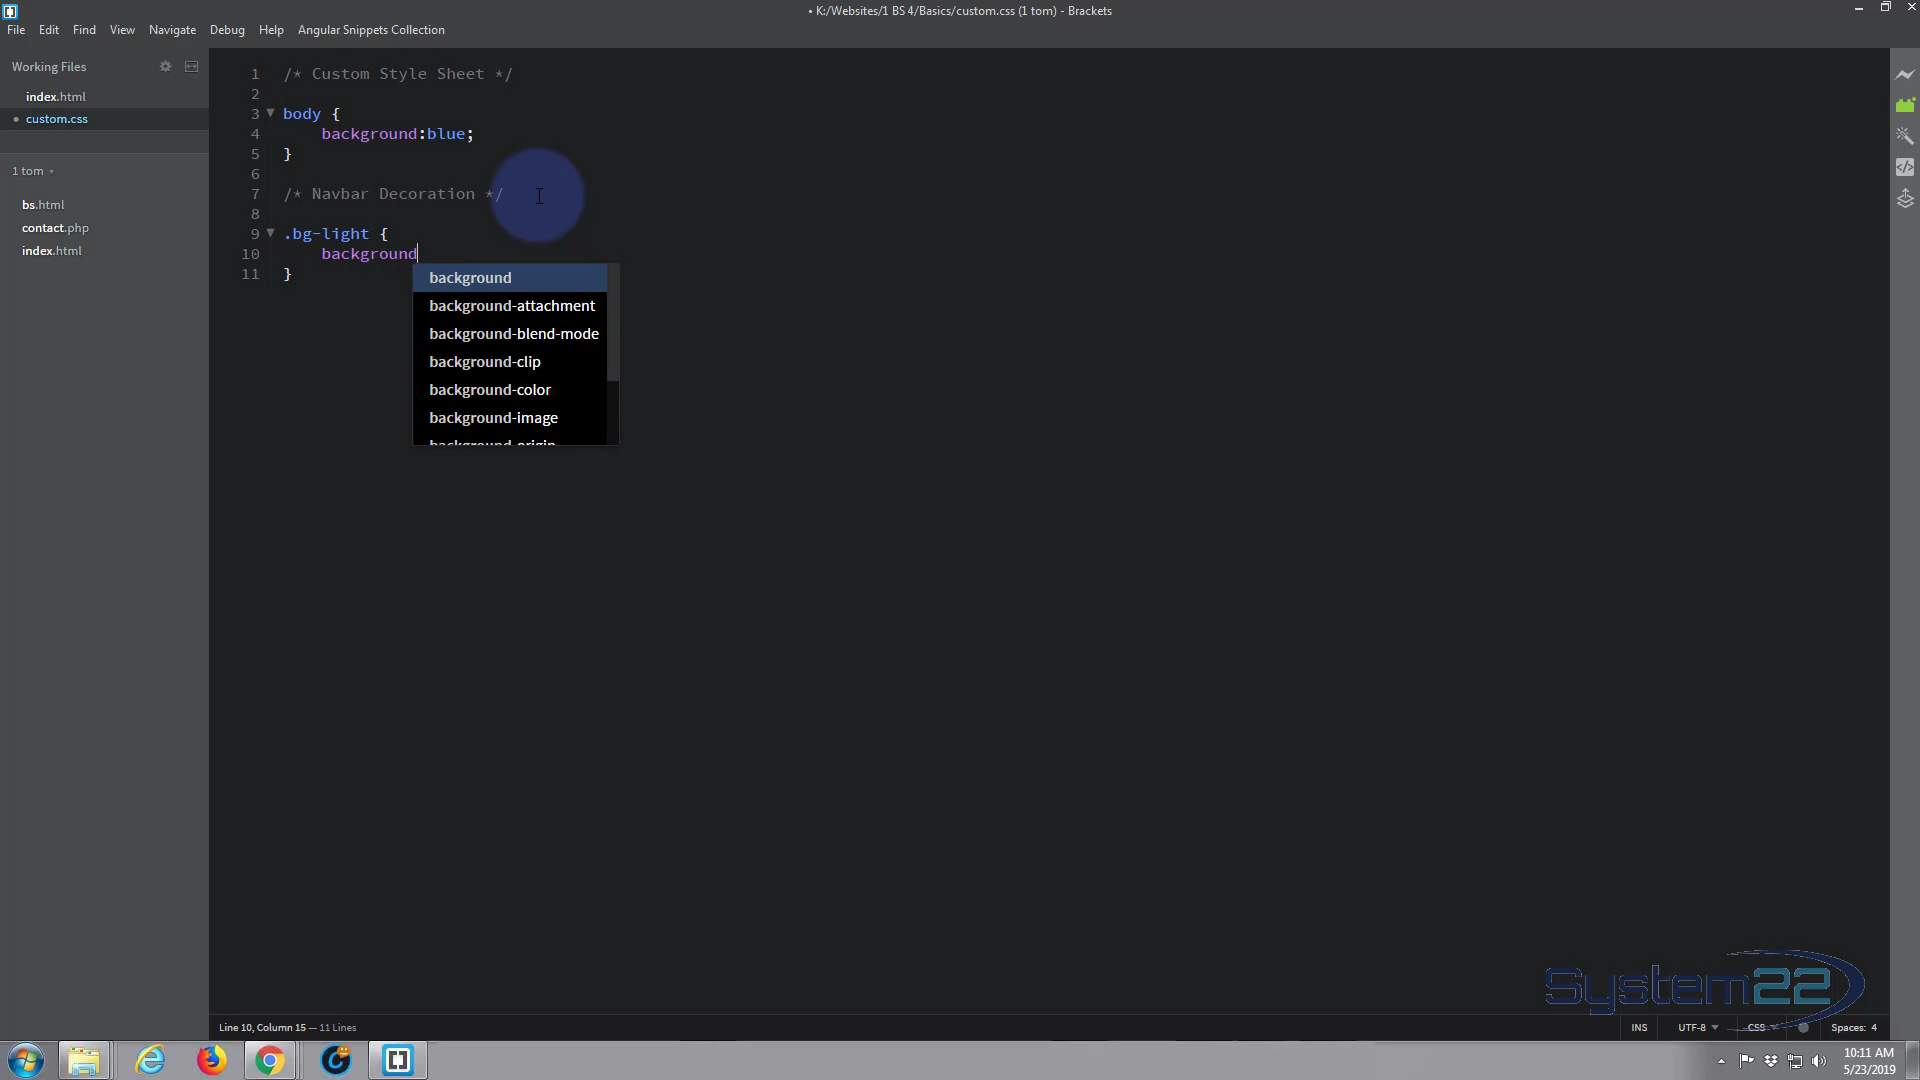 • K:/Websites/1 BS 4/Basics/custom.css (1 tom) - Brackets
File Edit Find View Navigate Debug Help Angular Snippets Collection
Working Files
index.html
• custom.css
1 tom
bs.html
contact.php
index.html
1 /* Custom Style Sheet */
2
3 body {
4 background:blue;
5 }
6
7 /* Navbar Decoration */
8
9 .bg-light {
10 background
11 }
background
background-attachment
background-blend-mode
background-clip
background-color
background-image
background-origin
System22
Line 10, Column 15 — 11 Lines
INS UTF-8 CSS Spaces: 4
10:11 AM
5/23/2019